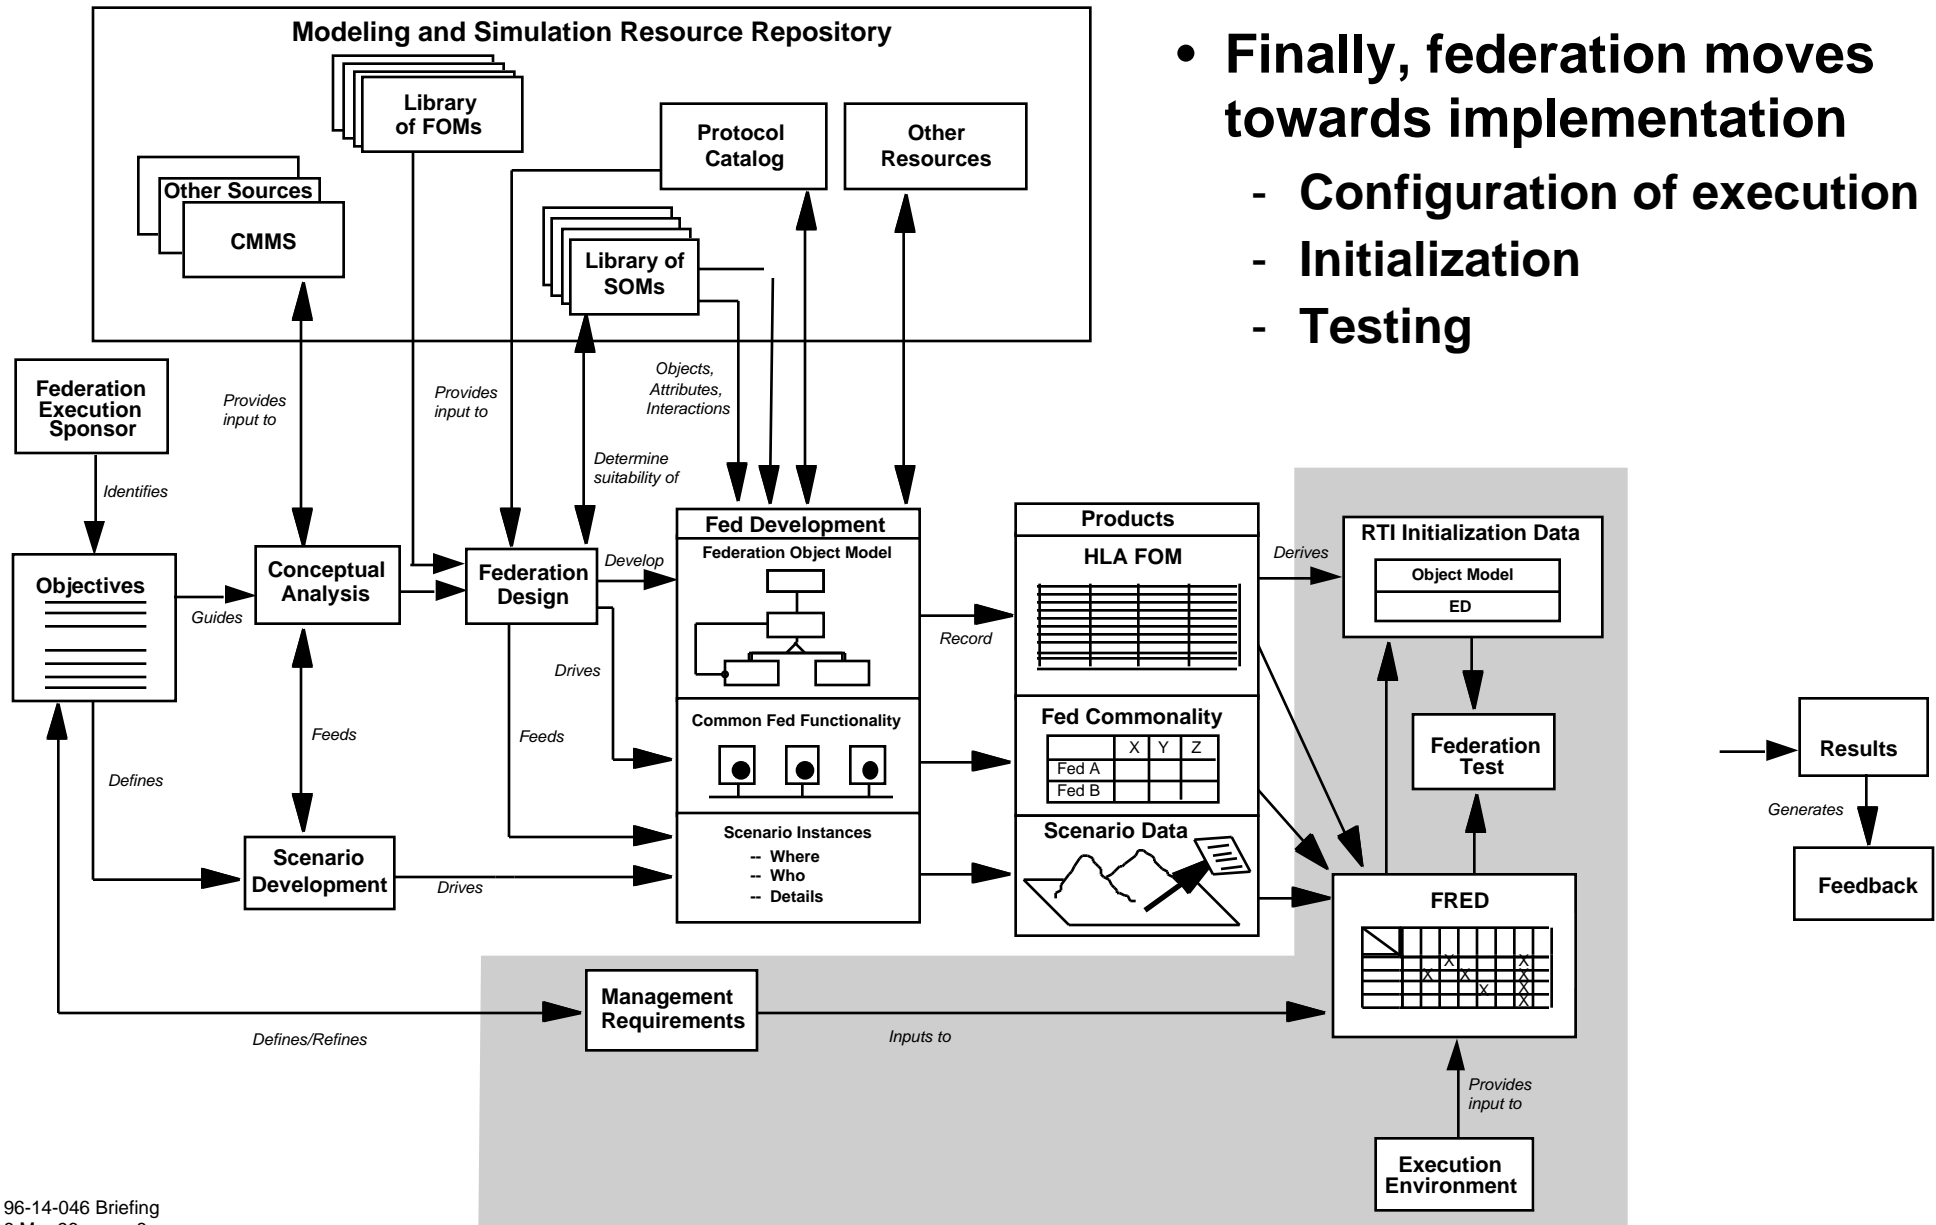 Modeling and Simulation Resource Repository
Library
of FOMs
Protocol
Catalog
Other
Resources
Other Sources
CMMS
Library of
SOMs
• Finally, federation moves
towards implementation
- Configuration of execution
- Initialization
- Testing
Federation
Execution
Sponsor
Provides
input to
Provides
input to
Objects,
Attributes,
Interactions
Determine
suitability of
Identifies
Objectives
Guides
Conceptual
Analysis
Federation
Design
Develop
Drives
Feeds
Feeds
Defines
Scenario
Development
Drives
Fed Development
Federation Object Model
Common Fed Functionality
Scenario Instances
-- Where
-- Who
-- Details
Record
Products
HLA FOM
Fed Commonality
X Y Z
Fed A
Fed B
Scenario Data
Derives
RTI Initialization Data
Object Model
ED
Federation
Test
FRED
X X
X X X
X X
X
Results
Generates
Feedback
Management
Requirements
Defines/Refines
Inputs to
Provides
input to
Execution
Environment
96-14-046 Briefing